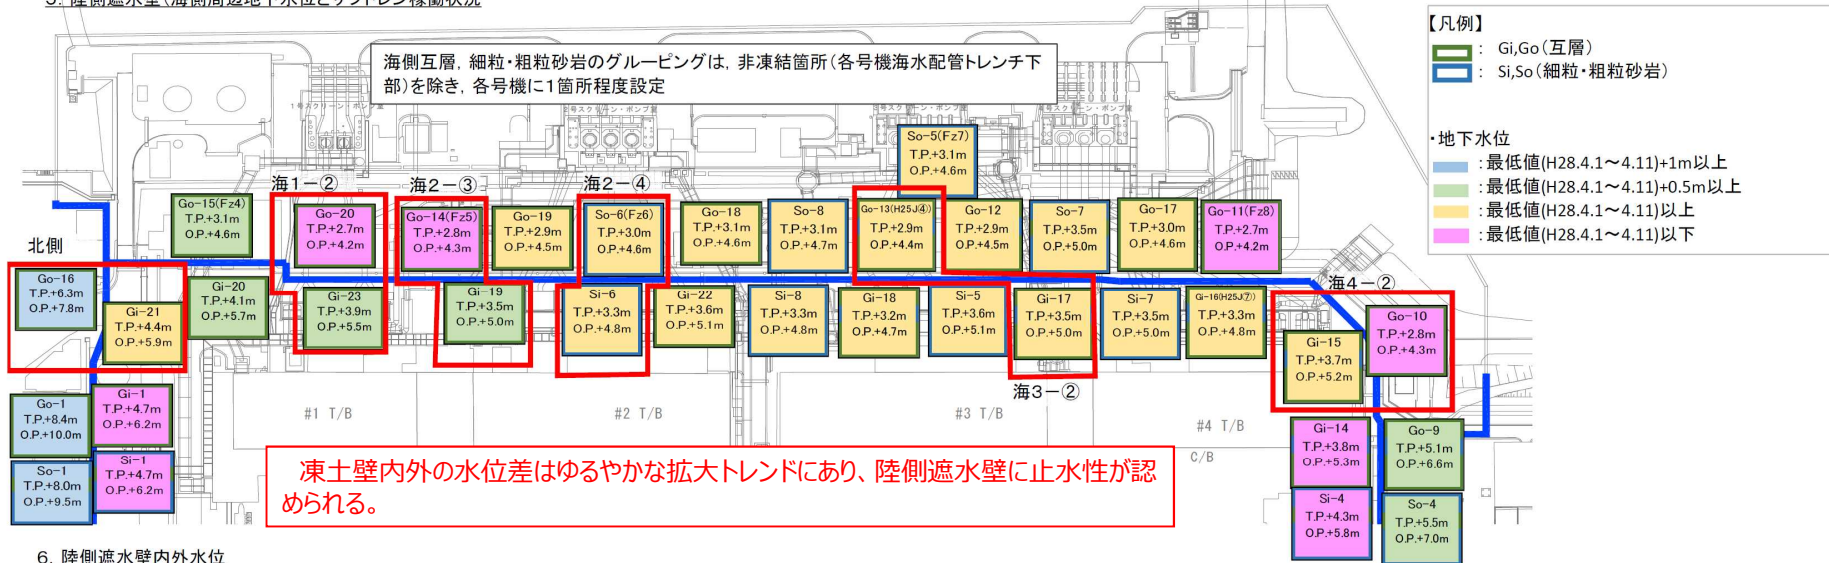 5. 陸側遮水壁(海側周辺地下水位とサブドレン稼働状況
海側互層，細粒・粗粒砂岩のグルーピングは，非凍結箇所(各号機海水配管トレンチ下
部)を除き，各号機に1箇所程度設定
【凡例】
: Gi,Go(互層)
: Si,So(細粒・粗粒砂岩)
・地下水位
:最低値(H28.4.1～4.11)+1m以上
:最低値(H28.4.1～4.11)+0.5m以上
:最低値(H28.4.1～4.11)以上
:最低値(H28.4.1～4.11)以下
So-5(Fz7)
T.P.+3.1m
O.P.+4.6m
海1-②
海2-③
海2-④
Go-15(Fz4)
T.P.+3.1m
O.P.+4.6m
Go-20
T.P.+2.7m
O.P.+4.2m
Go-14(Fz5)
T.P.+2.8m
O.P.+4.3m
Go-19
T.P.+2.9m
O.P.+4.5m
So-6(Fz6)
T.P.+3.0m
O.P.+4.6m
Go-18
T.P.+3.1m
O.P.+4.6m
So-8
T.P.+3.1m
O.P.+4.7m
Go-13(H25J④)
T.P.+2.9m
O.P.+4.4m
Go-12
T.P.+2.9m
O.P.+4.5m
So-7
T.P.+3.5m
O.P.+5.0m
Go-17
T.P.+3.0m
O.P.+4.6m
Go-11(Fz8)
T.P.+2.7m
O.P.+4.2m
北側
Go-16
T.P.+6.3m
O.P.+7.8m
Gi-21
T.P.+4.4m
O.P.+5.9m
Gi-20
T.P.+4.1m
O.P.+5.7m
Gi-23
T.P.+3.9m
O.P.+5.5m
Gi-19
T.P.+3.5m
O.P.+5.0m
Si-6
T.P.+3.3m
O.P.+4.8m
Gi-22
T.P.+3.6m
O.P.+5.1m
Si-8
T.P.+3.3m
O.P.+4.8m
Gi-18
T.P.+3.2m
O.P.+4.7m
Si-5
T.P.+3.6m
O.P.+5.1m
Gi-17
T.P.+3.5m
O.P.+5.0m
Si-7
T.P.+3.5m
O.P.+5.0m
Gi-16(H25J⑦)
T.P.+3.3m
O.P.+4.8m
海4-②
Gi-15
T.P.+3.7m
O.P.+5.2m
Go-10
T.P.+2.8m
O.P.+4.3m
海3-②
Go-1
T.P.+8.4m
O.P.+10.0m
Gi-1
T.P.+4.7m
O.P.+6.2m
So-1
T.P.+8.0m
O.P.+9.5m
Si-1
T.P.+4.7m
O.P.+6.2m
#1 T/B
#2 T/B
#3 T/B
#4 T/B
C/B
Gi-14
T.P.+3.8m
O.P.+5.3m
Go-9
T.P.+5.1m
O.P.+6.6m
Si-4
T.P.+4.3m
O.P.+5.8m
So-4
T.P.+5.5m
O.P.+7.0m
凍土壁内外の水位差はゆるやかな拡大トレンドにあり、陸側遮水壁に止水性が認
められる。
6. 陸側遮水壁内外水位